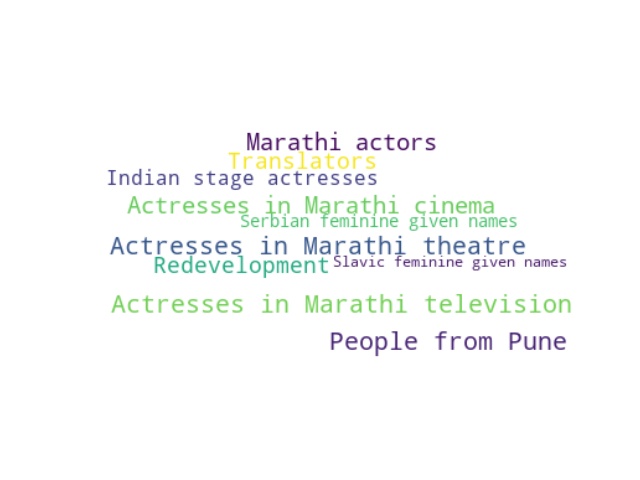 Marathi actors
Translators
Indian stage actresses
Actresses in Marathi cinema
Serbian feminine given names
Actresses in Marathi theatre
Redevelopment
Slavic feminine given names
Actresses in Marathi television
People from Pune